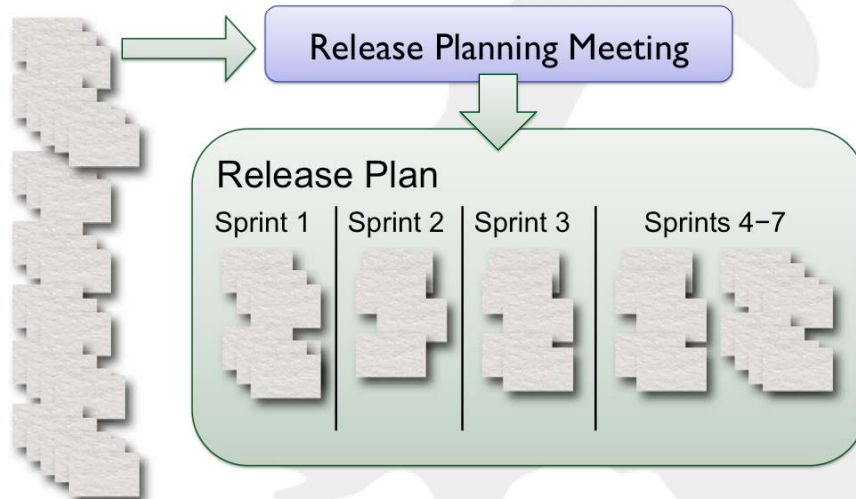 Release Planning Meeting
Release Plan
Sprint 1
Sprint 2
Sprint 3
Sprints 4–7